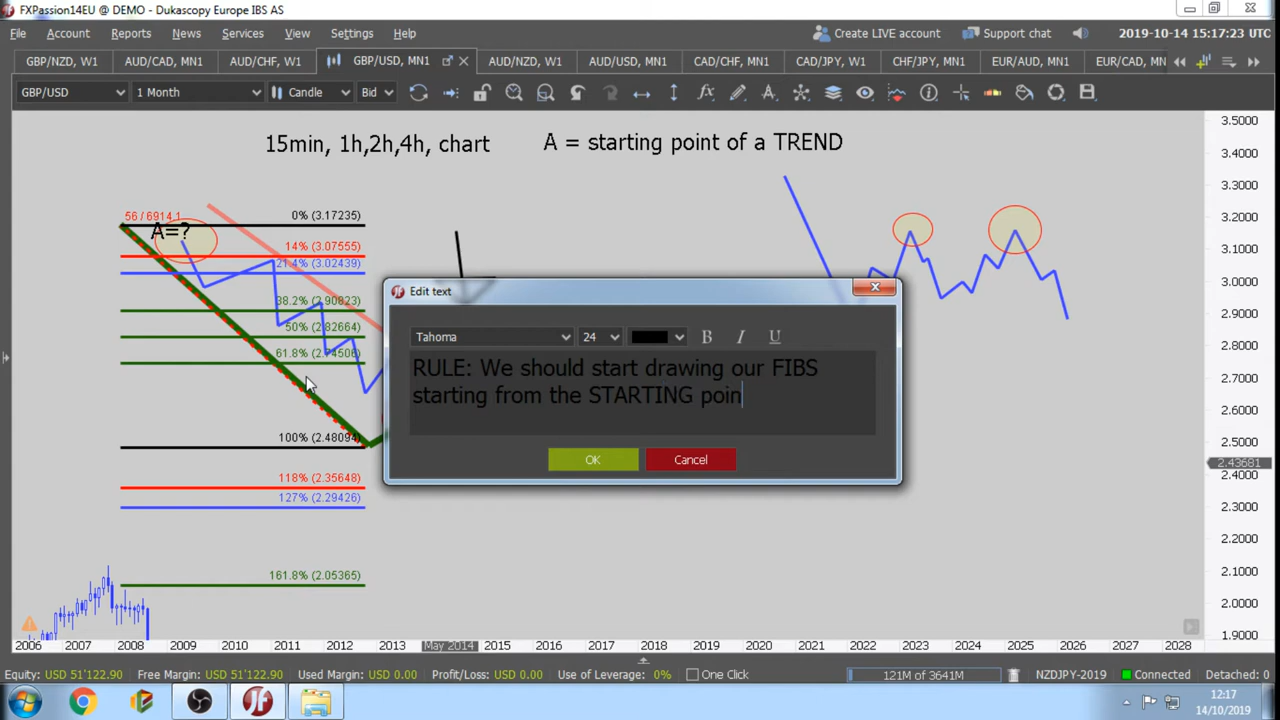 FXPassion14EU @ DEMO - Dukascopy Europe IBS AS
File Account Reports News Services View Settings Help
Create LIVE account Support chat 2019-10-14 15:17:23 UTC
GBP/NZD, W1 AUD/CAD, MN1 AUD/CHF, W1 GBP/USD, MN1 AUD/NZD, W1 AUD/USD, MN1 CAD/CHF, MN1 CAD/JPY, W1 CHF/JPY, MN1 EUR/AUD, MN1 EUR/CAD, MN
GBP/USD 1 Month Candle Bid
15min, 1h,2h,4h, chart
A = starting point of a TREND
56 / 6914.1
A=?
0% (3.17235)
14% (3.07555)
21.4% (3.02439)
38.2% (2.90823)
50% (2.82664)
61.8% (2.74506)
100% (2.48094)
118% (2.35648)
127% (2.29426)
161.8% (2.05365)
Edit text
Tahoma 24 B I U
RULE: We should start drawing our FIBS
starting from the STARTING poin
OK Cancel
3.5000
3.4000
3.3000
3.2000
3.1000
3.0000
2.9000
2.8000
2.7000
2.6000
2.5000
2.43681
2.4000
2.3000
2.2000
2.1000
2.0000
1.9000
2006 2007 2008 2009 2010 2011 2012 2013 May 2014 2015 2016 2017 2018 2019 2020 2021 2022 2023 2024 2025 2026 2027 2028
Equity: USD 51'122.90 Free Margin: USD 51'122.90 Used Margin: USD 0.00 Profit/Loss: USD 0.00 Use of Leverage: 0% One Click 121M of 3641M NZDJPY-2019 Connected Detached: 0
12:17
14/10/2019